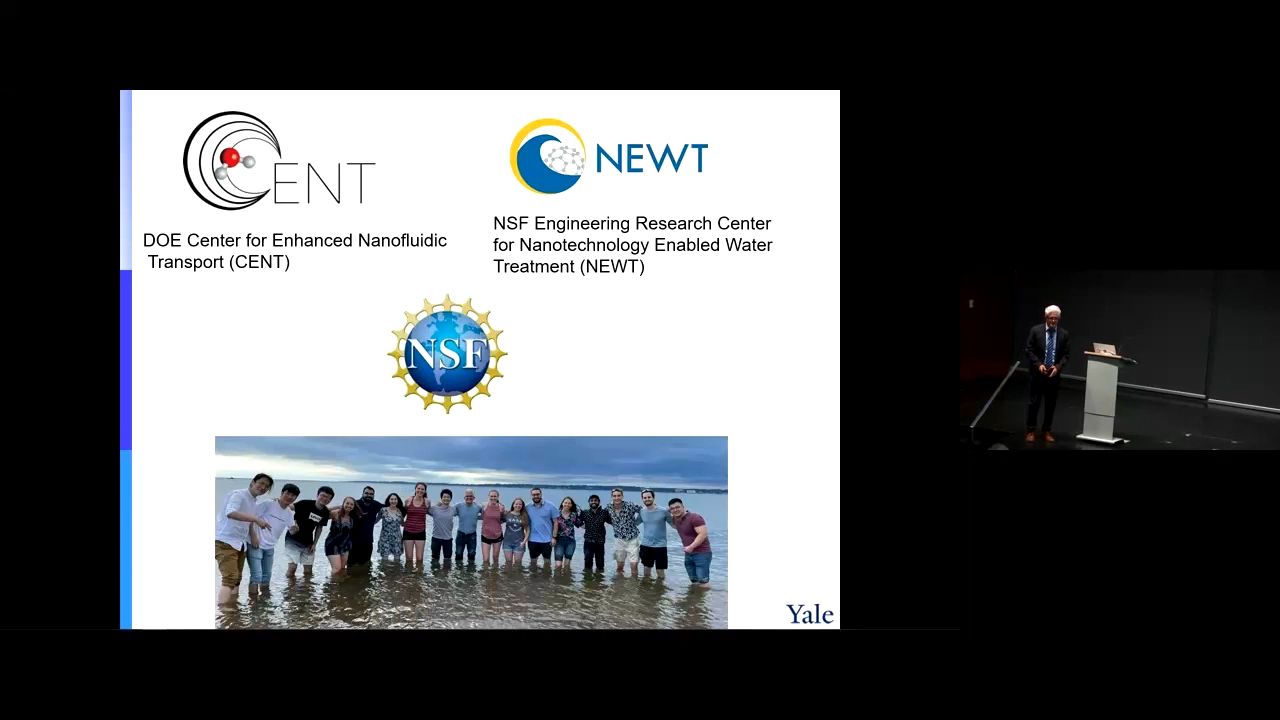 CENT
NEWT
DOE Center for Enhanced Nanofluidic
Transport (CENT)
NSF Engineering Research Center
for Nanotechnology Enabled Water
Treatment (NEWT)
NSF
Yale